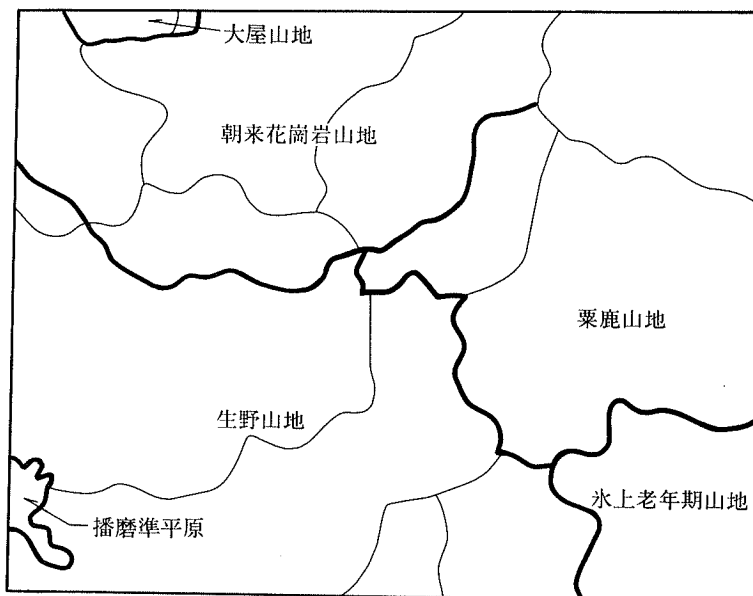 大屋山地
朝来花崗岩山地
粟鹿山地
生野山地
氷上老年期山地
播磨準平原